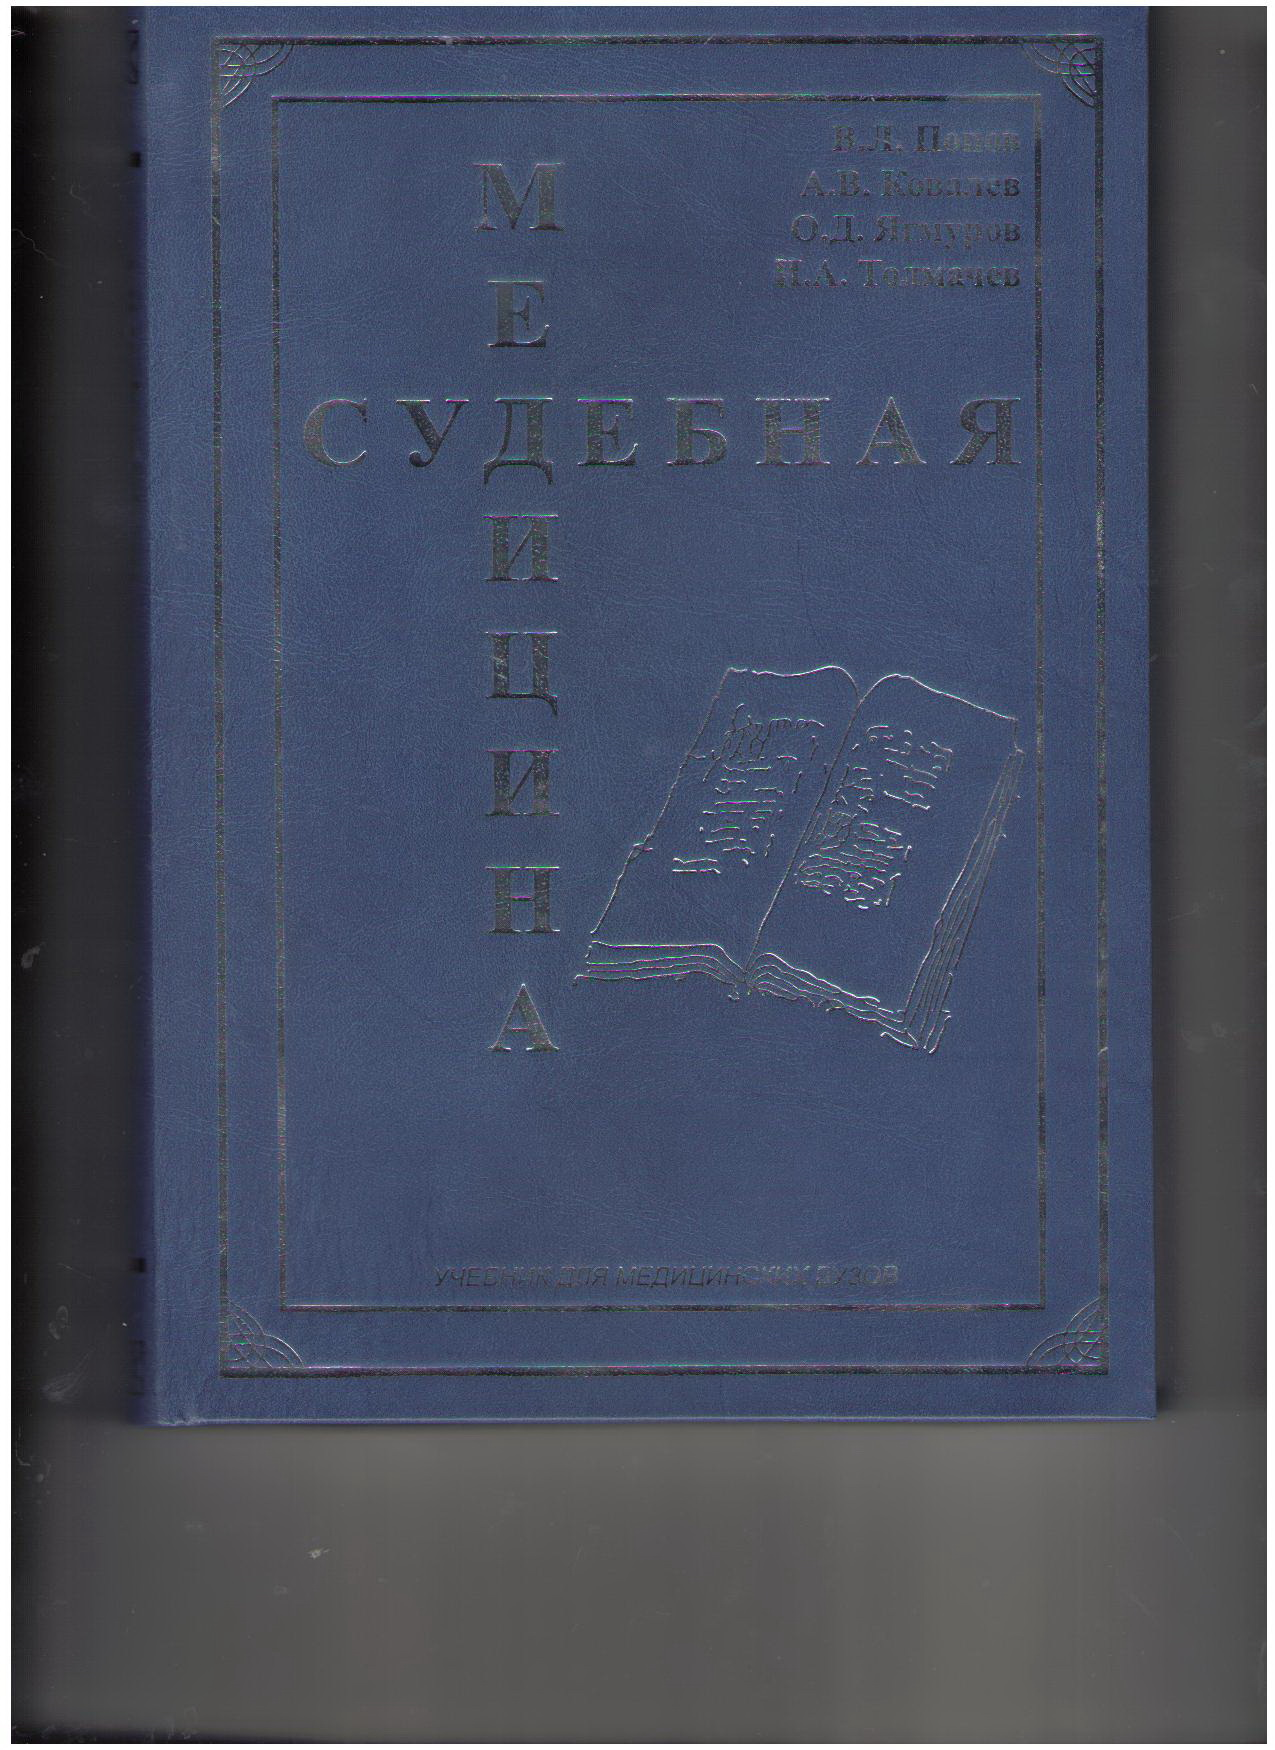 В.Л. Попов
А.В. Ковалев
О.Д. Ягмуров
И.А. Толмачев
СУДЕБНАЯ
МЕДИЦИНА
УЧЕБНИК ДЛЯ МЕДИЦИНСКИХ ВУЗОВ